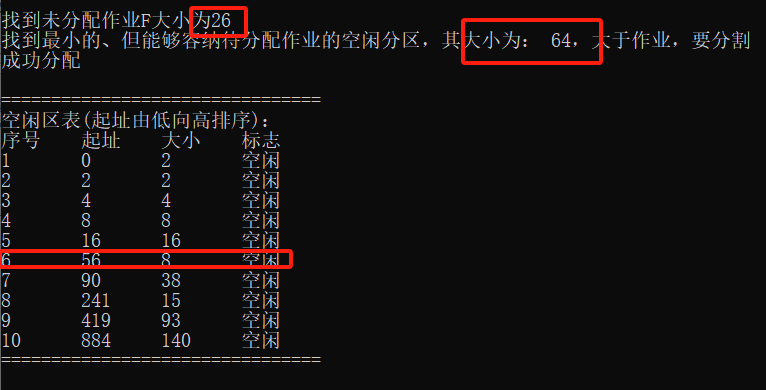 找到未分配作业F大小为26
找到最小的、但能够容纳待分配作业的空闲分区，其大小为： 64，大于作业，要分割
成功分配
================================
空闲区表(起址由低向高排序)：
序号 起址 大小 标志
1 0 2 空闲
2 2 2 空闲
3 4 4 空闲
4 8 8 空闲
5 16 16 空闲
6 56 8 空闲
7 90 38 空闲
8 241 15 空闲
9 419 93 空闲
10 884 140 空闲
================================